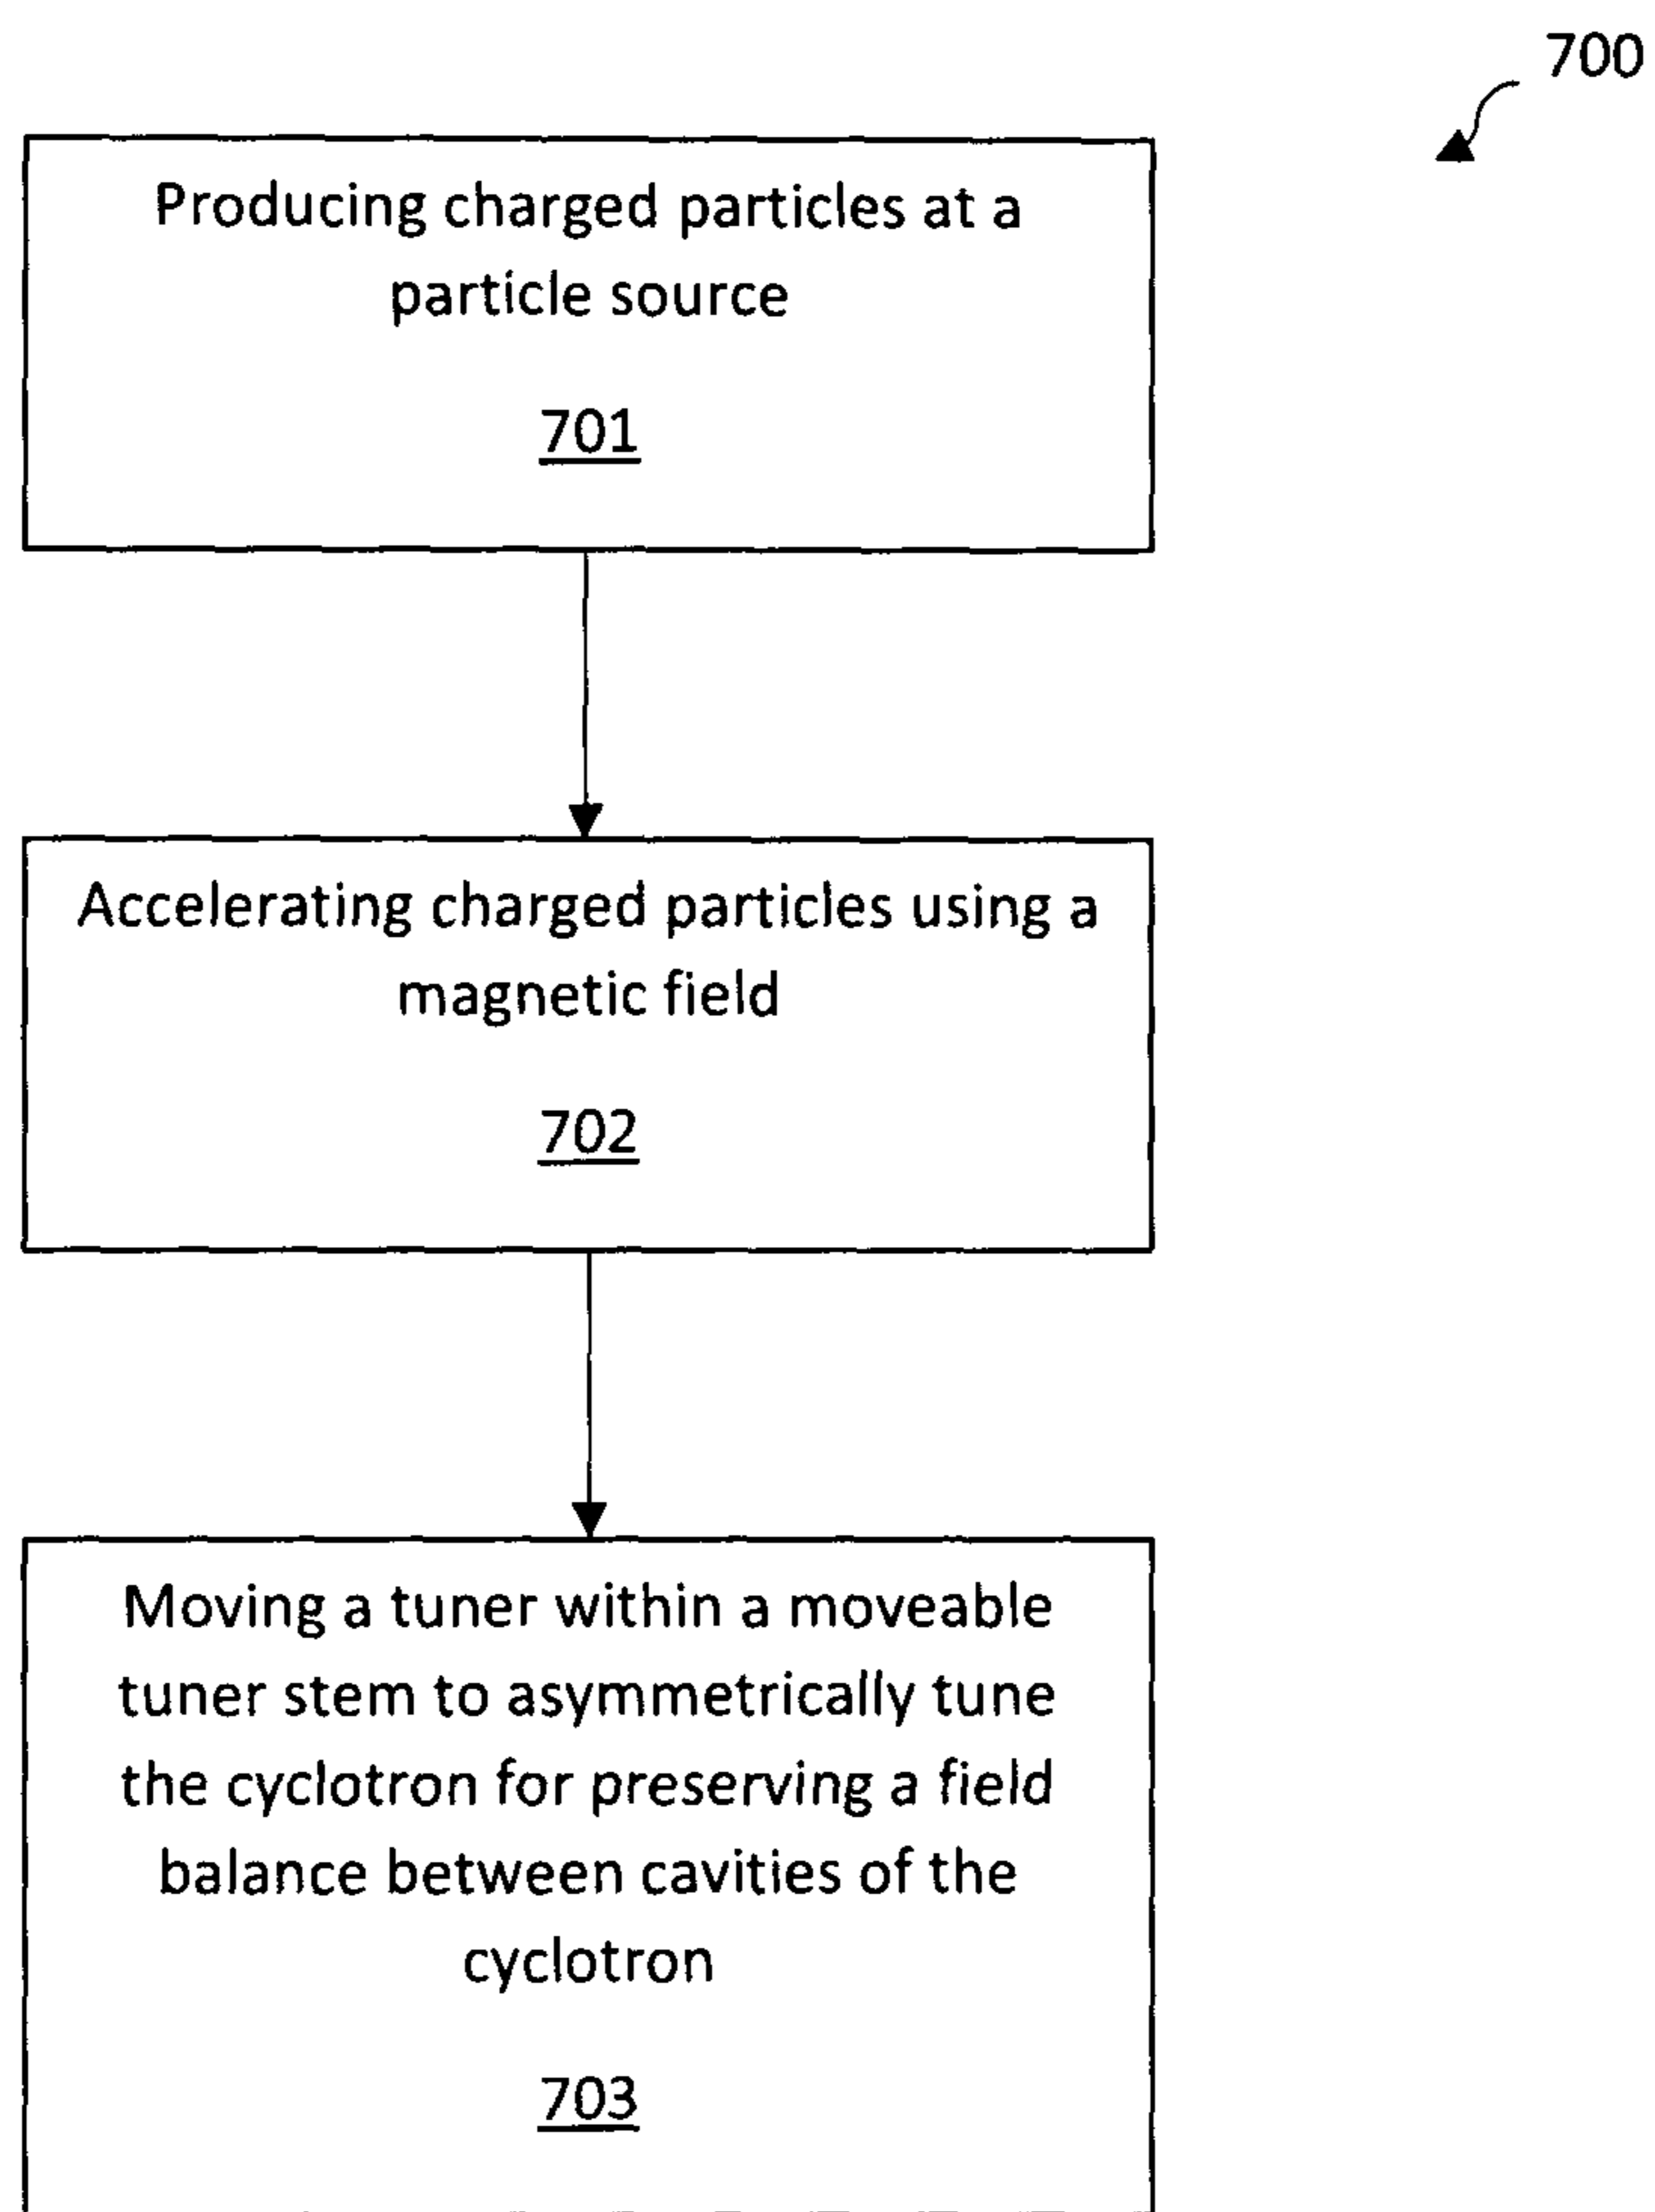 700
Producing charged particles at a
particle source
701
Accelerating charged particles using a
magnetic field
702
Moving a tuner within a moveable
tuner stem to asymmetrically tune
the cyclotron for preserving a field
balance between cavities of the
cyclotron
703